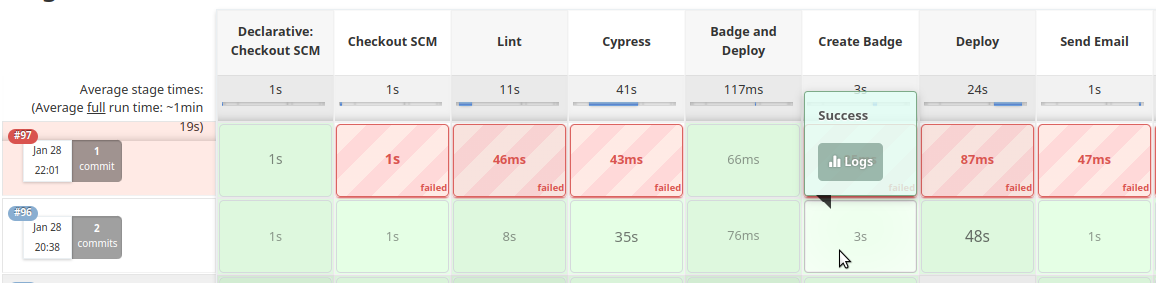 Declarative:
Checkout SCM
Checkout SCM
Lint
Cypress
Badge and
Deploy
Create Badge
Deploy
Send Email
Average stage times:
(Average full run time: ~1min
19s)
1s
1s
11s
41s
117ms
3s
24s
1s
#97
Jan 28
22:01
1
commit
1s
1s
failed
46ms
failed
43ms
failed
66ms
Success
Logs
failed
87ms
failed
47ms
failed
#96
Jan 28
20:38
2
commits
1s
1s
8s
35s
76ms
3s
48s
1s